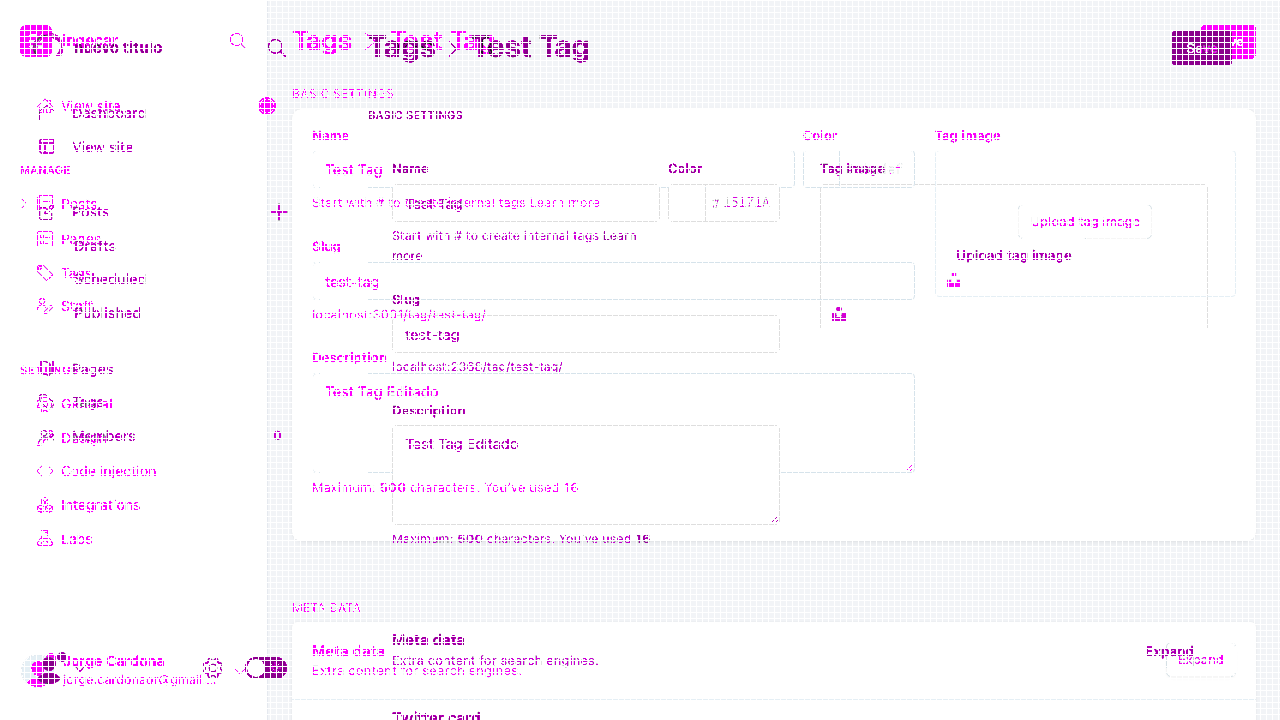 Nuevo título
Tags > Test Tag
Tags > Test Tag
View site
Dashboard
View site
BASIC SETTINGS
BASIC SETTINGS
Name
Color
Tag image
Test Tag
Name
Color
Tag image
MANAGE
Posts
Posts
Start with # to create internal tags Learn more
Test Tag
# 15171A
Upload tag image
Pages
Drafts
Start with # to create internal tags Learn
more
Slug
Upload tag image
Tags
Scheduled
test-tag
Staff
Published
Slug
localhost:3001/tag/test-tag/
test-tag
Description
localhost:2368/tag/test-tag/
Pages
Test Tag Editado
Tags
Description
Members
0
Test Tag Editado
Code injection
Maximum: 500 characters. You've used 16
Integrations
Labs
Maximum: 500 characters. You've used 16
META DATA
Meta data
Meta data
Expand
Extra content for search engines.
Extra content for search engines.
Expand
Jorge Cardona
jorge.cardonaor@gmail....
Twitter card